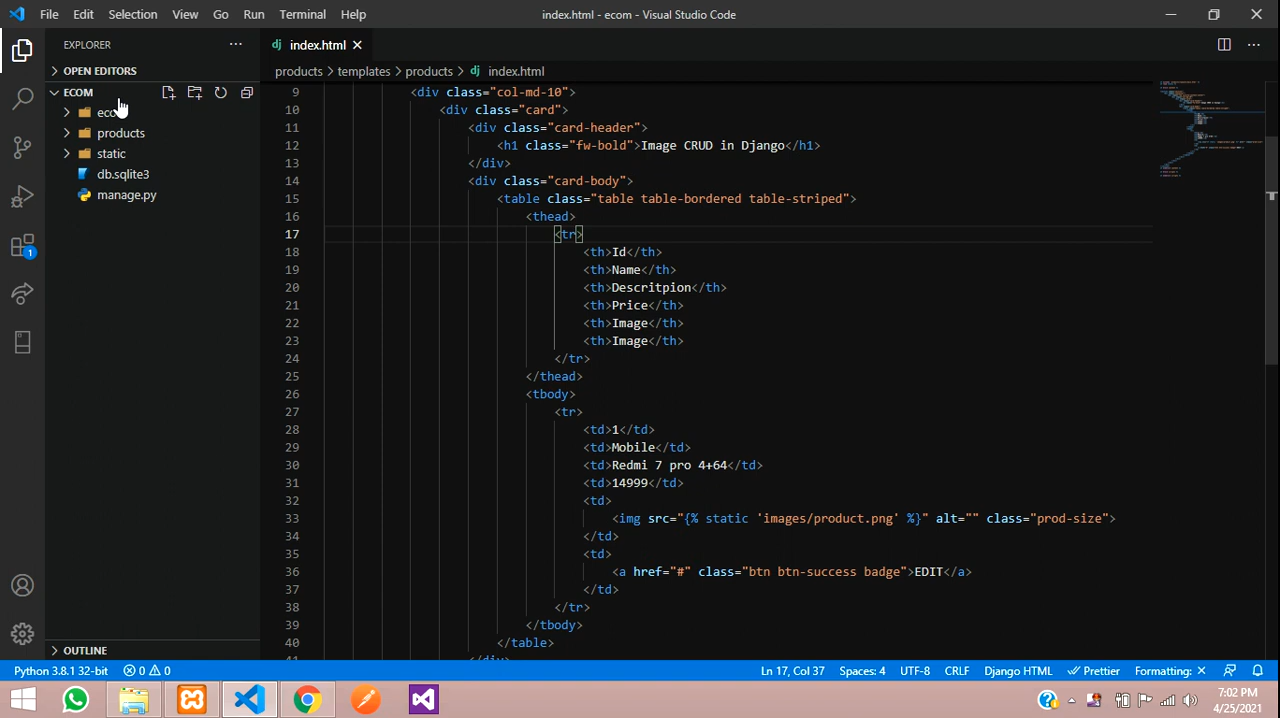 File Edit Selection View Go Run Terminal Help index.html - ecom - Visual Studio Code
EXPLORER
OPEN EDITORS
ECOM
products
static
db.sqlite3
manage.py
OUTLINE
1
index.html
products > templates > products > index.html
9 <div class="col-md-10">
10 <div class="card">
11 <div class="card-header">
12 <h1 class="fw-bold">Image CRUD in Django</h1>
13 </div>
14 <div class="card-body">
15 <table class="table table-bordered table-striped">
16 <thead>
17 <tr>
18 <th>Id</th>
19 <th>Name</th>
20 <th>Descritpion</th>
21 <th>Price</th>
22 <th>Image</th>
23 <th>Image</th>
24 </tr>
25 </thead>
26 <tbody>
27 <tr>
28 <td>1</td>
29 <td>Mobile</td>
30 <td>Redmi 7 pro 4+64</td>
31 <td>14999</td>
32 <td>
33 <img src="{% static 'images/product.png' %}" alt="" class="prod-size">
34 </td>
35 <td>
36 <a href="#" class="btn btn-success badge">EDIT</a>
37 </td>
38 </tr>
39 </tbody>
40 </table>
Python 3.8.1 32-bit 0 0 Ln 17, Col 37 Spaces: 4 UTF-8 CRLF Django HTML Prettier Formatting: ×
7:02 PM
4/25/2021